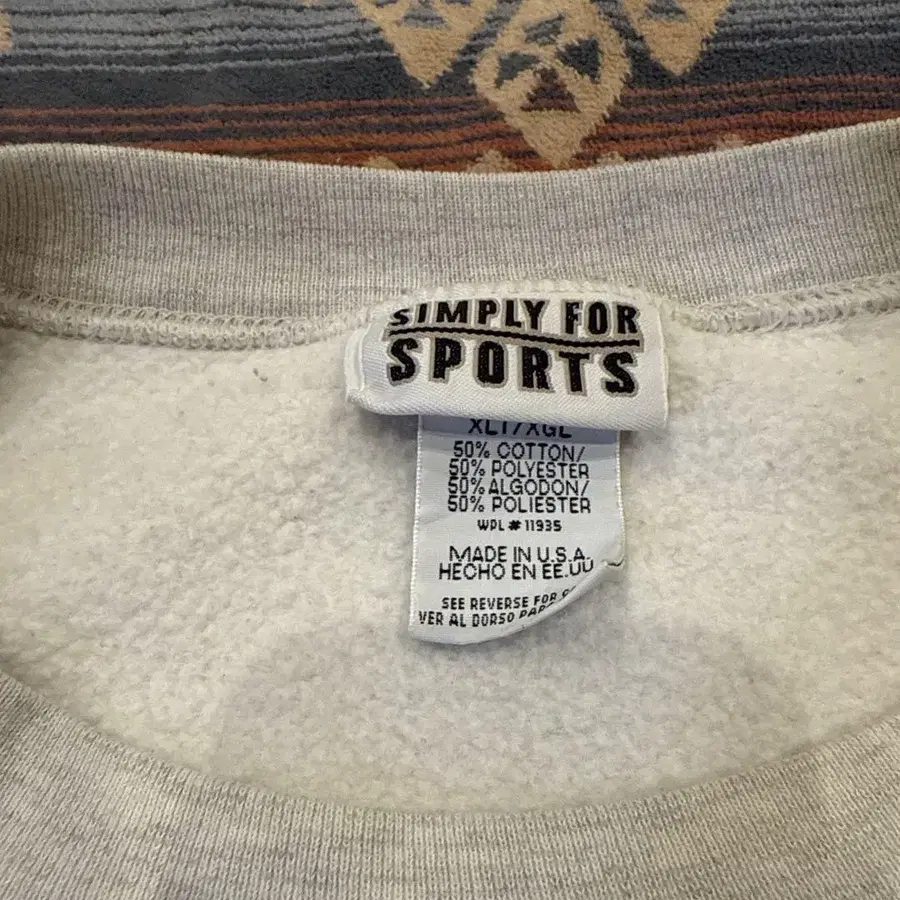 SIMPLY FOR
SPORTS
XLT/XGL
50% COTTON/
50% POLYESTER
50% ALGODON/
50% POLIESTER
WPL # 11935
MADE IN U.S.A.
HECHO EN EE.UU
SEE REVERSE FOR
VER AL DORSO PARA